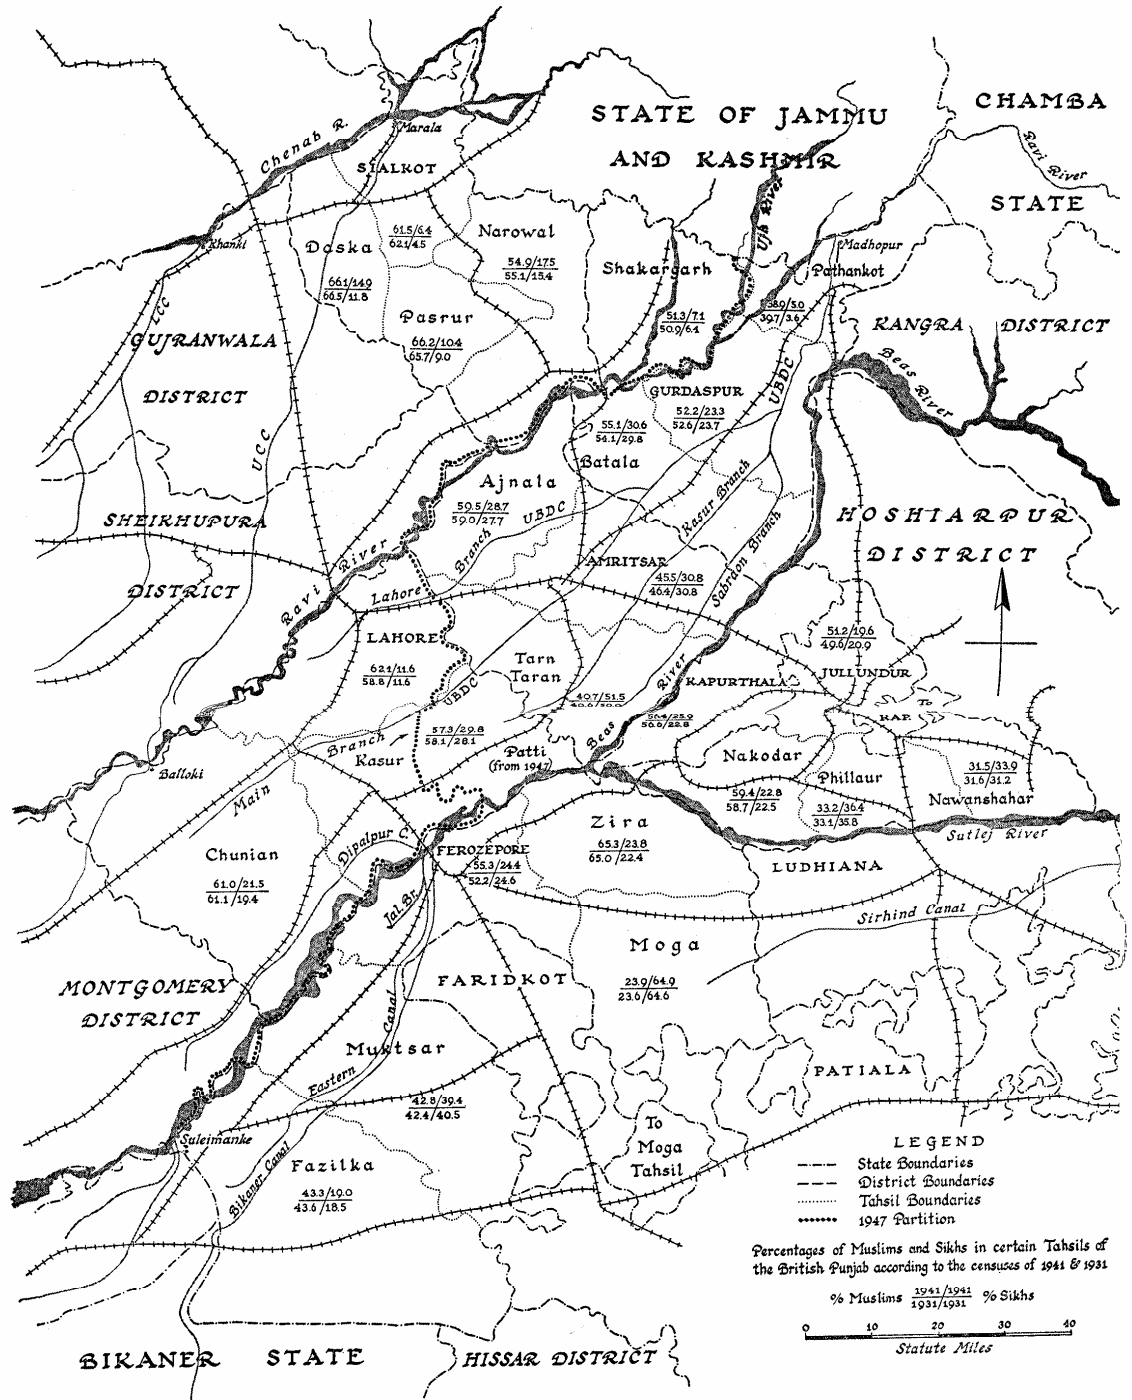 STATE OF JAMMU
AND KASHMIR
CHAMBA
STATE
Ravi River
Chenab R.
Marala
SIALKOT
Khanki
Daska
61.5/6.4
62.1/4.5
66.1/14.9
66.5/11.8
Narowal
54.9/17.5
55.1/15.4
Pasrur
66.2/10.4
65.7/9.0
Shakargarh
51.3/7.1
50.9/6.1
Ujh River
Madhopur
Pathankot
38.9/5.0
39.7/3.6
KANGRA DISTRICT
Beas River
LCC
GUJRANWALA
DISTRICT
UCC
GURDASPUR
52.2/23.3
52.6/23.7
UBDC
55.1/30.6
54.1/29.8
Batala
Ajnala
59.5/28.7
59.0/27.7
UBDC
Branch
Lahore
Kasur Branch
Sabraon Branch
SHEIKHUPURA
DISTRICT
Ravi River
HOSHIARPUR
DISTRICT
AMRITSAR
45.5/30.8
46.4/30.8
LAHORE
62.1/11.6
58.8/11.6
Tarn
Taran
40.7/51.5
51.2/19.6
49.6/20.9
JULLUNDUR
KAPURTHALA
56.6/22.8
To
KAP.
Beas River
UBDC
57.3/29.8
58.1/28.1
Branch
Kasur
Main
Patti
(from 1947)
Balloki
Nakodar
59.4/22.8
58.7/22.5
Phillaur
33.2/36.4
33.1/35.8
31.5/33.9
31.6/31.2
Nawanshahar
Sutlej River
Zira
65.3/23.8
65.0/22.4
LUDHIANA
Chunian
61.0/21.5
61.1/19.4
Dipalpur C.
FEROZEPORE
55.3/24.4
52.2/24.6
Jal. Br.
Sirhind Canal
Moga
23.9/64.9
23.6/64.6
FARIDKOT
MONTGOMERY
DISTRICT
Muktsar
Eastern Canal
42.8/39.4
42.4/40.5
PATIALA
To
Moga
Tahsil
Suleimanke
Fazilka
43.3/19.0
43.6/18.5
Bikaner Canal
LEGEND
State Boundaries
District Boundaries
Tahsil Boundaries
1947 Partition
Percentages of Muslims and Sikhs in certain Tahsils of
the British Punjab according to the censuses of 1941 & 1931
% Muslims 1941/1941 % Sikhs
1931/1931
0 10 20 30 40
Statute Miles
BIKANER STATE
HISSAR DISTRICT